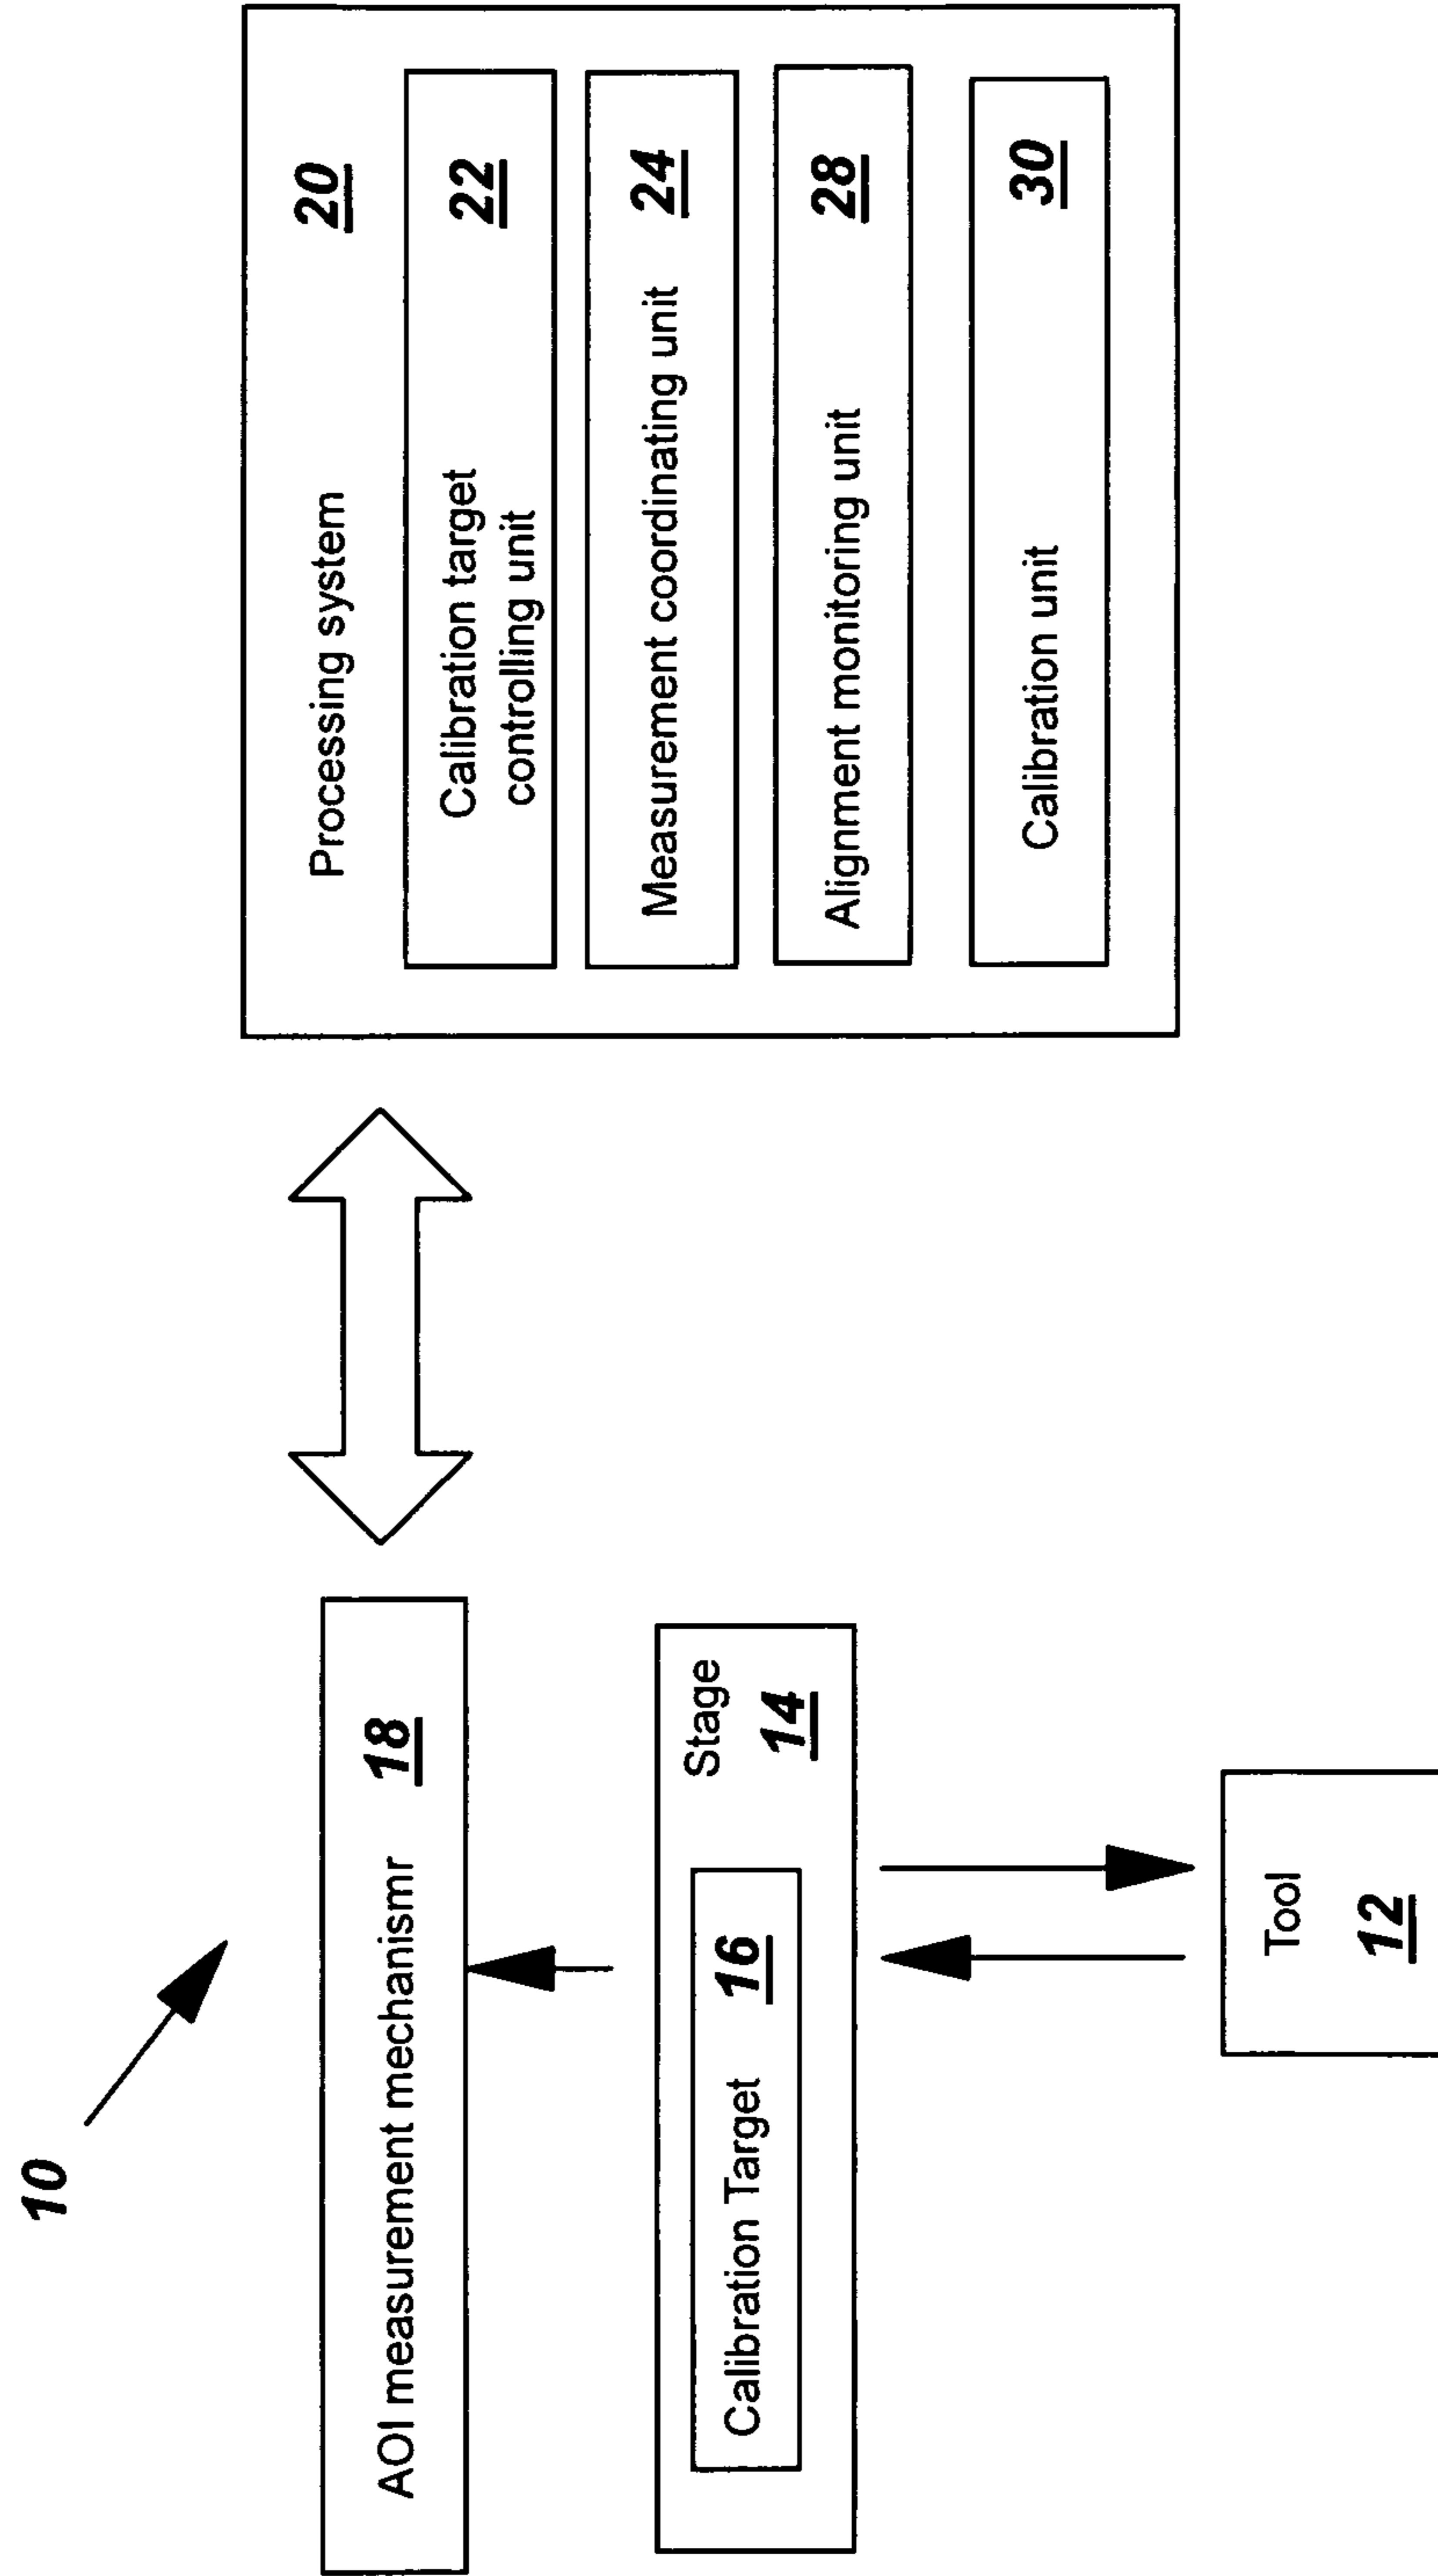 10
AOI measurement mechanismr 18
Stage
14
Calibration Target 16
Tool
12
Processing system 20
Calibration target
controlling unit 22
Measurement coordinating unit 24
Alignment monitoring unit 28
Calibration unit 30